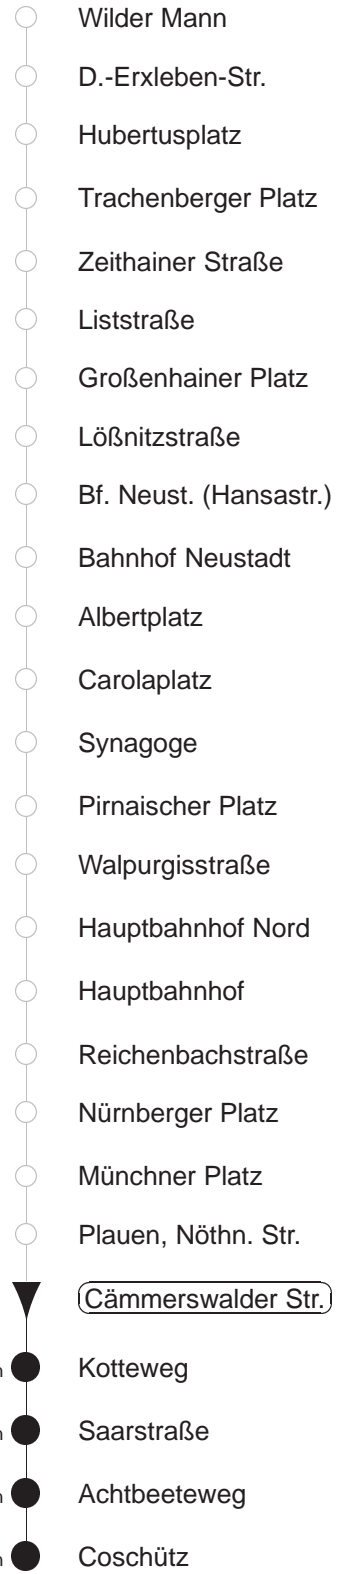 Wilder Mann
D.-Erxleben-Str.
Hubertusplatz
Trachenberger Platz
Zeithainer Straße
Liststraße
Großenhainer Platz
Lößnitzstraße
Bf. Neust. (Hansastr.)
Bahnhof Neustadt
Albertplatz
Carolaplatz
Synagoge
Pirnaischer Platz
Walpurgisstraße
Hauptbahnhof Nord
Hauptbahnhof
Reichenbachstraße
Nürnberger Platz
Münchner Platz
Plauen, Nöthn. Str.
Cämmerswalder Str.
Kotteweg
Saarstraße
Achtbeeteweg
Coschütz